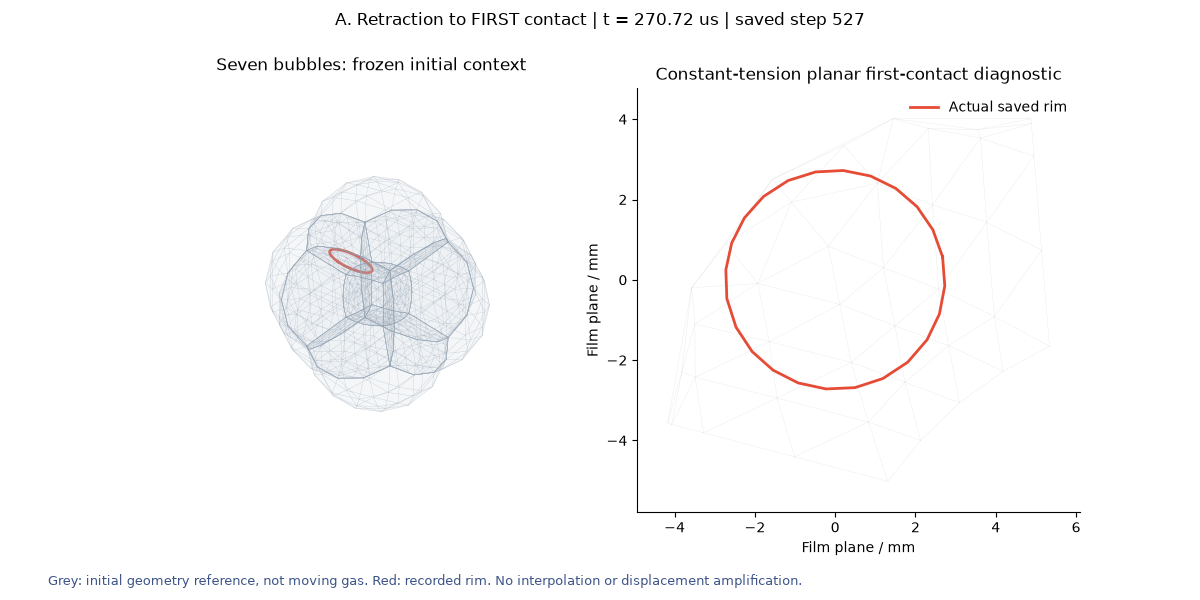 A. Retraction to FIRST contact | t = 270.72 us | saved step 527
Seven bubbles: frozen initial context
Constant-tension planar first-contact diagnostic
Actual saved rim
4
2
0
−2
−4
Film plane / mm
−4
−2
0
2
4
6
Film plane / mm
Grey: initial geometry reference, not moving gas. Red: recorded rim. No interpolation or displacement amplification.